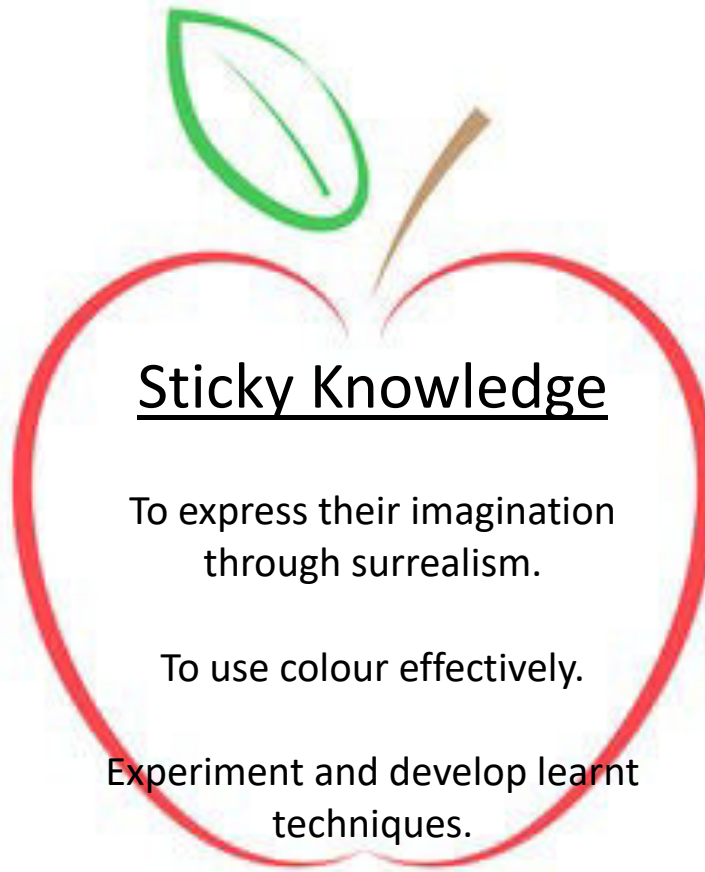 Sticky Knowledge
To express their imagination
through surrealism.
To use colour effectively.
Experiment and develop learnt
techniques.